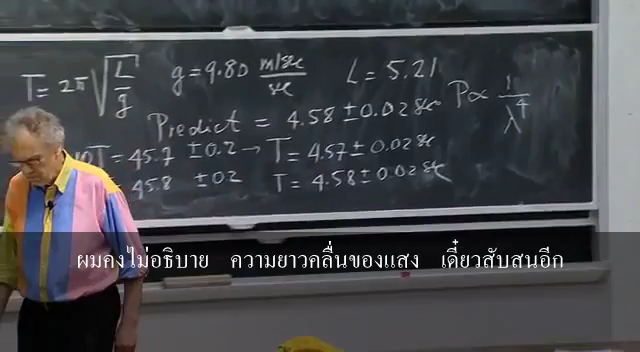 T = 2π √(L/g)   g = 9.80 m/sec/sec   L = 5.21
Predict = 4.58 ± 0.02 sec   P ∝ 1/λ⁴
10T = 45.7 ± 0.2 → T = 4.57 ± 0.02 sec
45.8 ± 02   T = 4.58 ± 0.02 sec
ผมคงไม่อธิบาย ความยาวคลื่นของแสง เดี๋ยวสับสนอีก